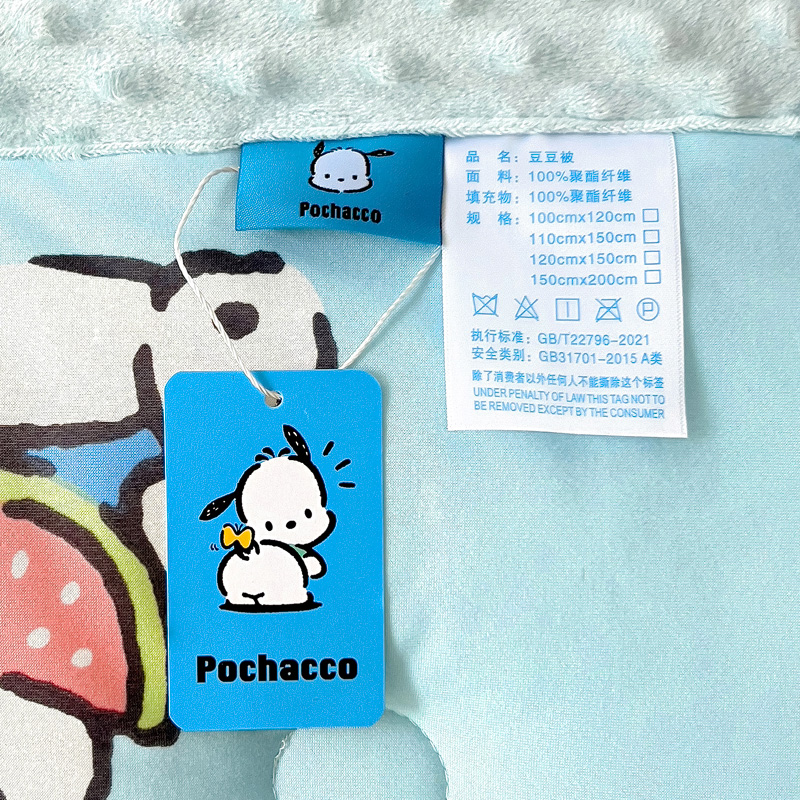 Pochacco
品 名：豆豆被
面 料：100%聚酯纤维
填充物：100%聚酯纤维
规 格：100cmx120cm
110cmx150cm
120cmx150cm
150cmx200cm
P
执行标准：GB/T22796-2021
安全类别：GB31701-2015 A类
除了消费者以外任何人不能撕除这个标签
UNDER PENALTY OF LAW THIS TAG NOT TO
BE REMOVED EXCEPT BY THE CONSUMER
Pochacco